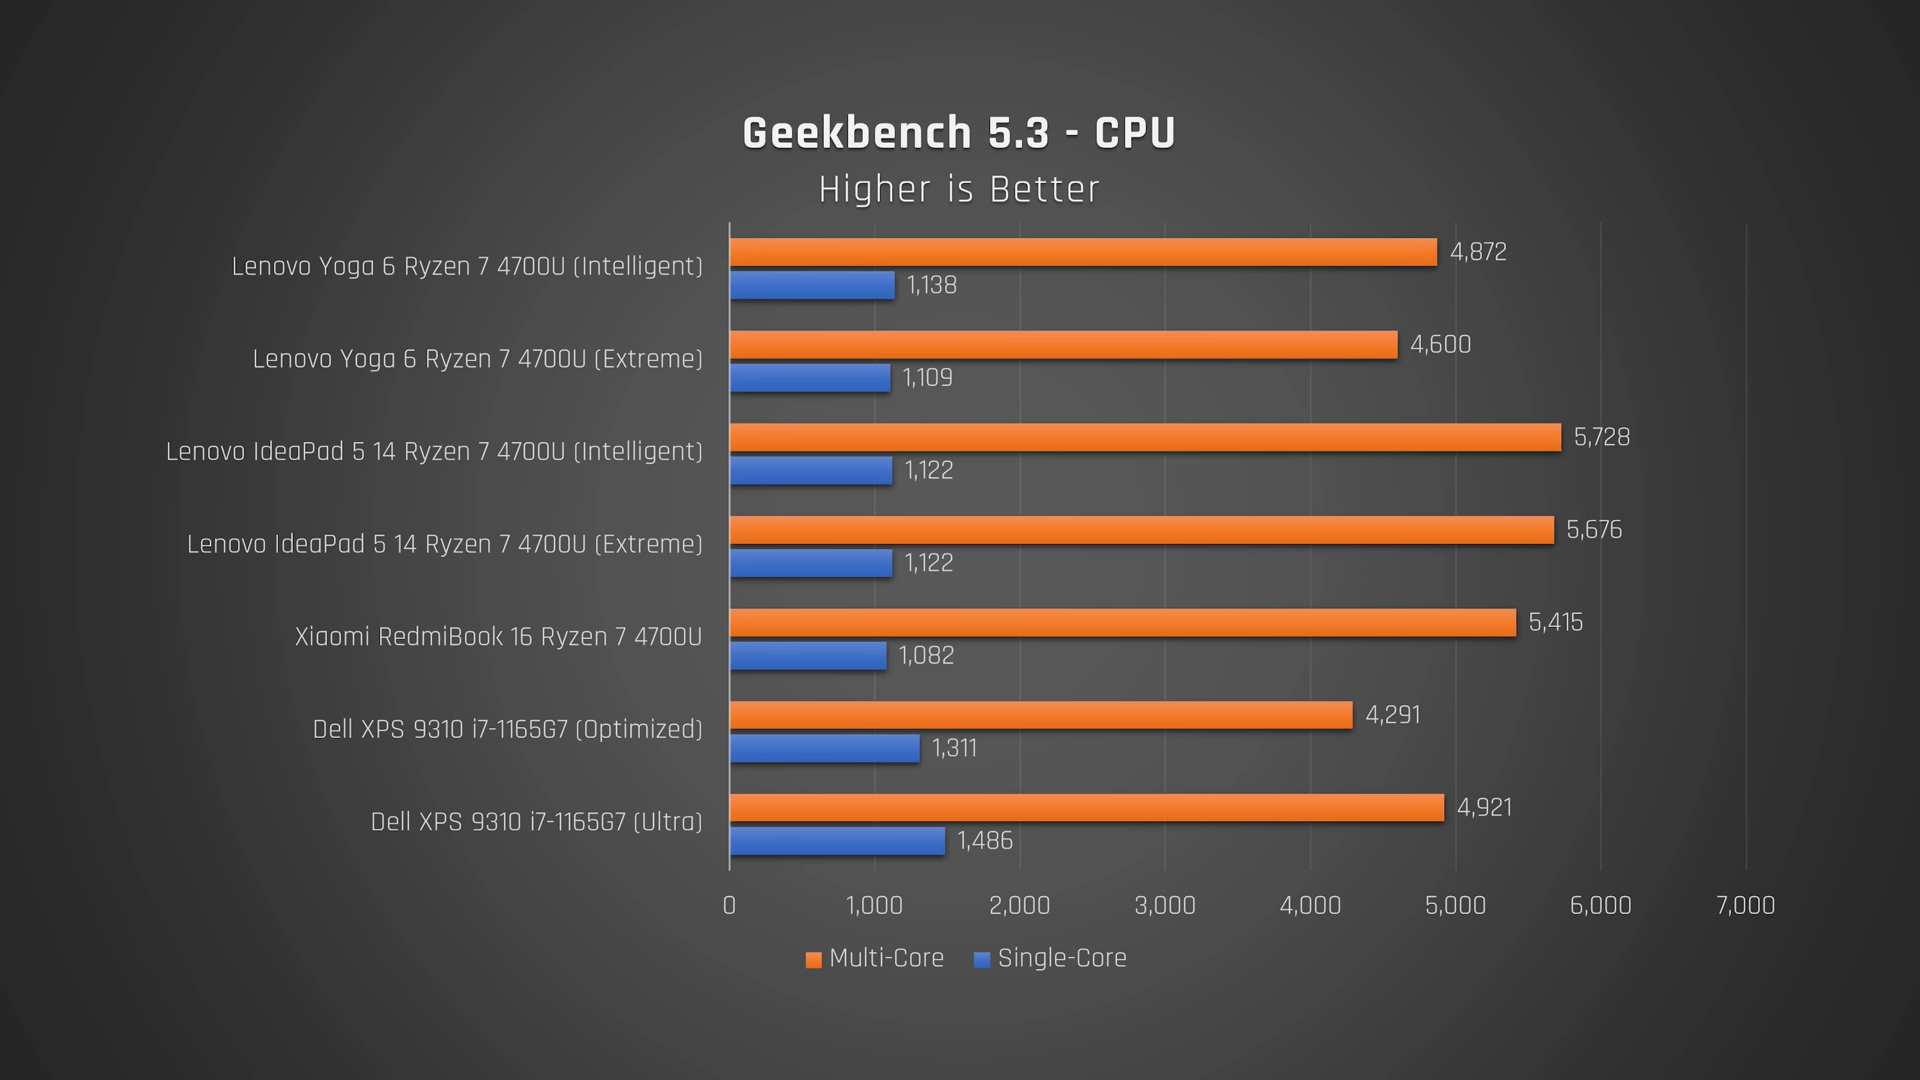 Geekbench 5.3 - CPU
Higher is Better
Lenovo Yoga 6 Ryzen 7 4700U (Intelligent)
4,872
1,138
Lenovo Yoga 6 Ryzen 7 4700U (Extreme)
4,600
1,109
Lenovo IdeaPad 5 14 Ryzen 7 4700U (Intelligent)
5,728
1,122
Lenovo IdeaPad 5 14 Ryzen 7 4700U (Extreme)
5,676
1,122
Xiaomi RedmiBook 16 Ryzen 7 4700U
5,415
1,082
Dell XPS 9310 i7-1165G7 (Optimized)
4,291
1,311
Dell XPS 9310 i7-1165G7 (Ultra)
4,921
1,486
0 1,000 2,000 3,000 4,000 5,000 6,000 7,000
Multi-Core Single-Core